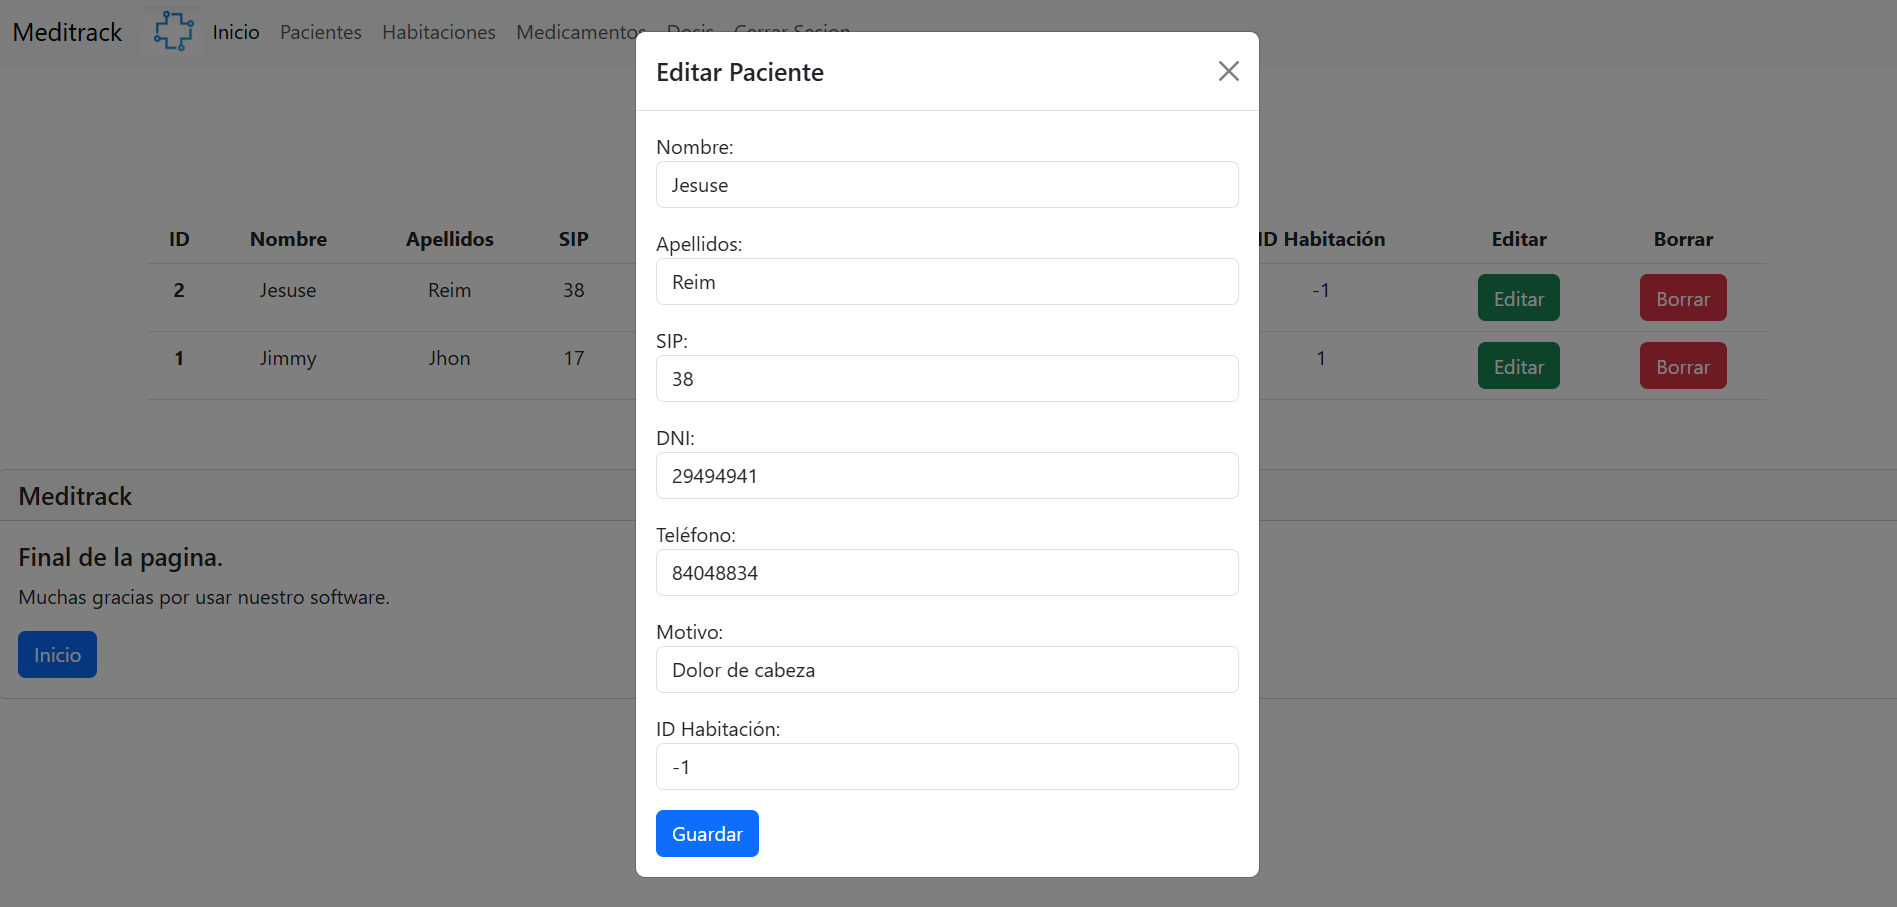 Meditrack Inicio Pacientes Habitaciones Medicamentos Dosis Cerrar Sesion
Editar Paciente
Nombre:
Jesuse
Apellidos:
Reim
SIP:
38
DNI:
29494941
Teléfono:
84048834
Motivo:
Dolor de cabeza
ID Habitación:
-1
Guardar
ID Nombre Apellidos SIP ID Habitación Editar Borrar
2 Jesuse Reim 38 -1 Editar Borrar
1 Jimmy Jhon 17 1 Editar Borrar
Meditrack
Final de la pagina.
Muchas gracias por usar nuestro software.
Inicio